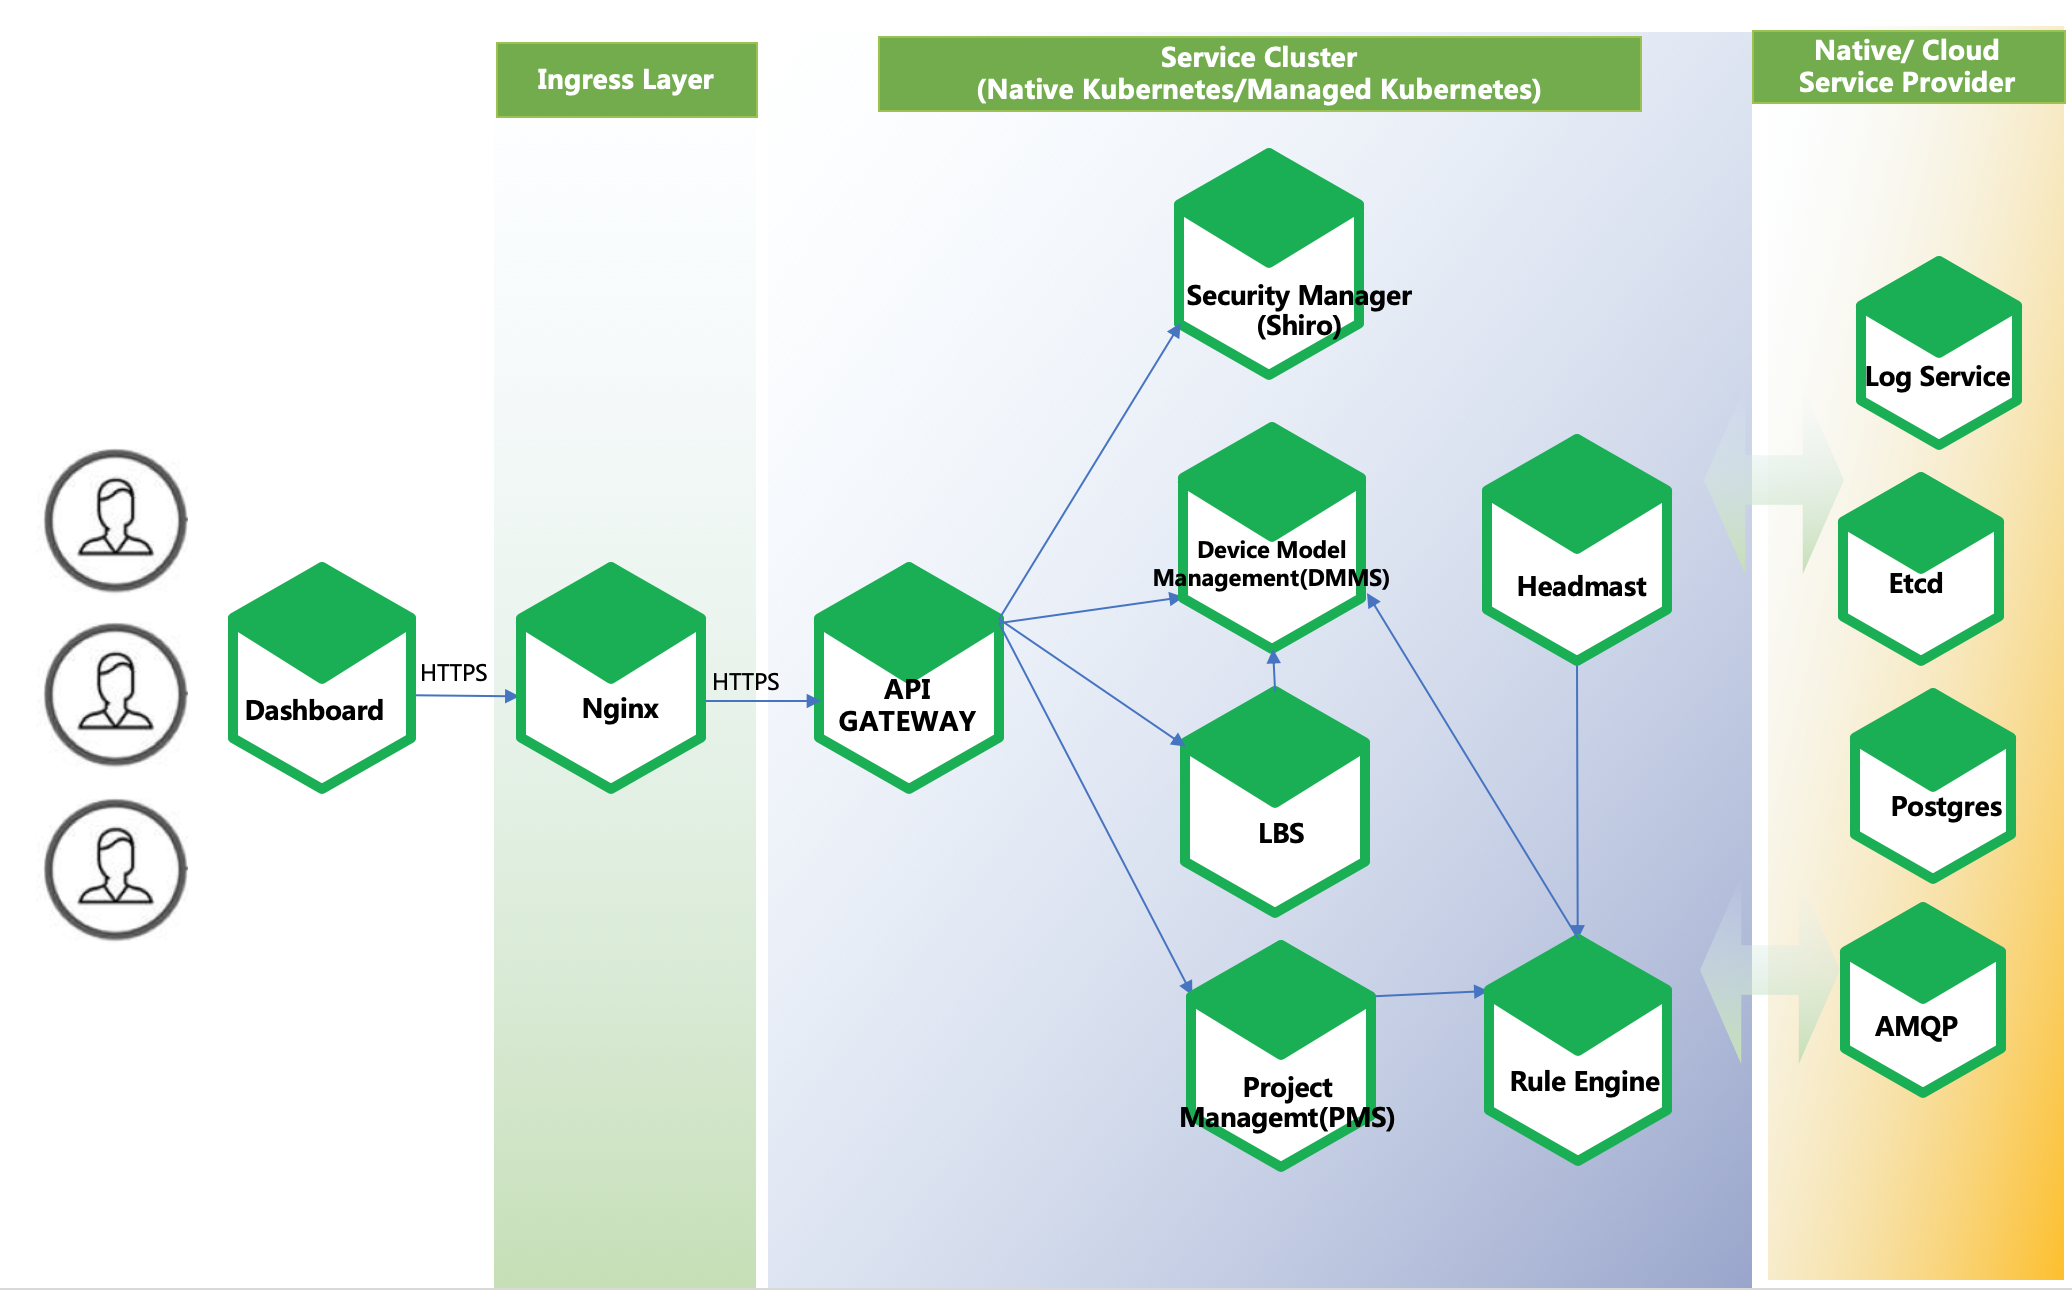 Ingress Layer
Service Cluster
(Native Kubernetes/Managed Kubernetes)
Native/ Cloud
Service Provider
Security Manager
(Shiro)
Log Service
Device Model
Management(DMMS)
Headmast
Etcd
HTTPS
HTTPS
Dashboard
Nginx
API
GATEWAY
LBS
Postgres
Project
Managemt(PMS)
Rule Engine
AMQP